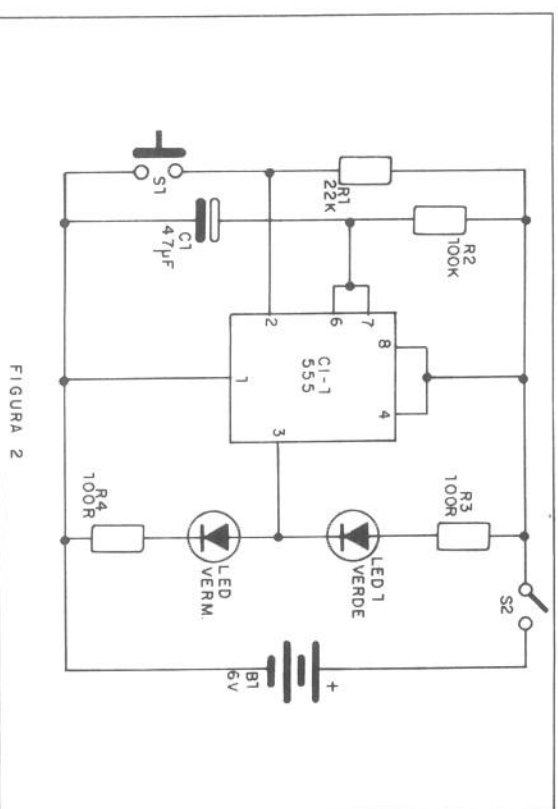 S1
R1
22K
C1
47µF
R2
100K
2
6
7
8
4
1
3
CI-1
555
R3
100R
LED 1
VERDE
LED
VERM.
R4
100R
S2
B1
6V
+
FIGURA 2